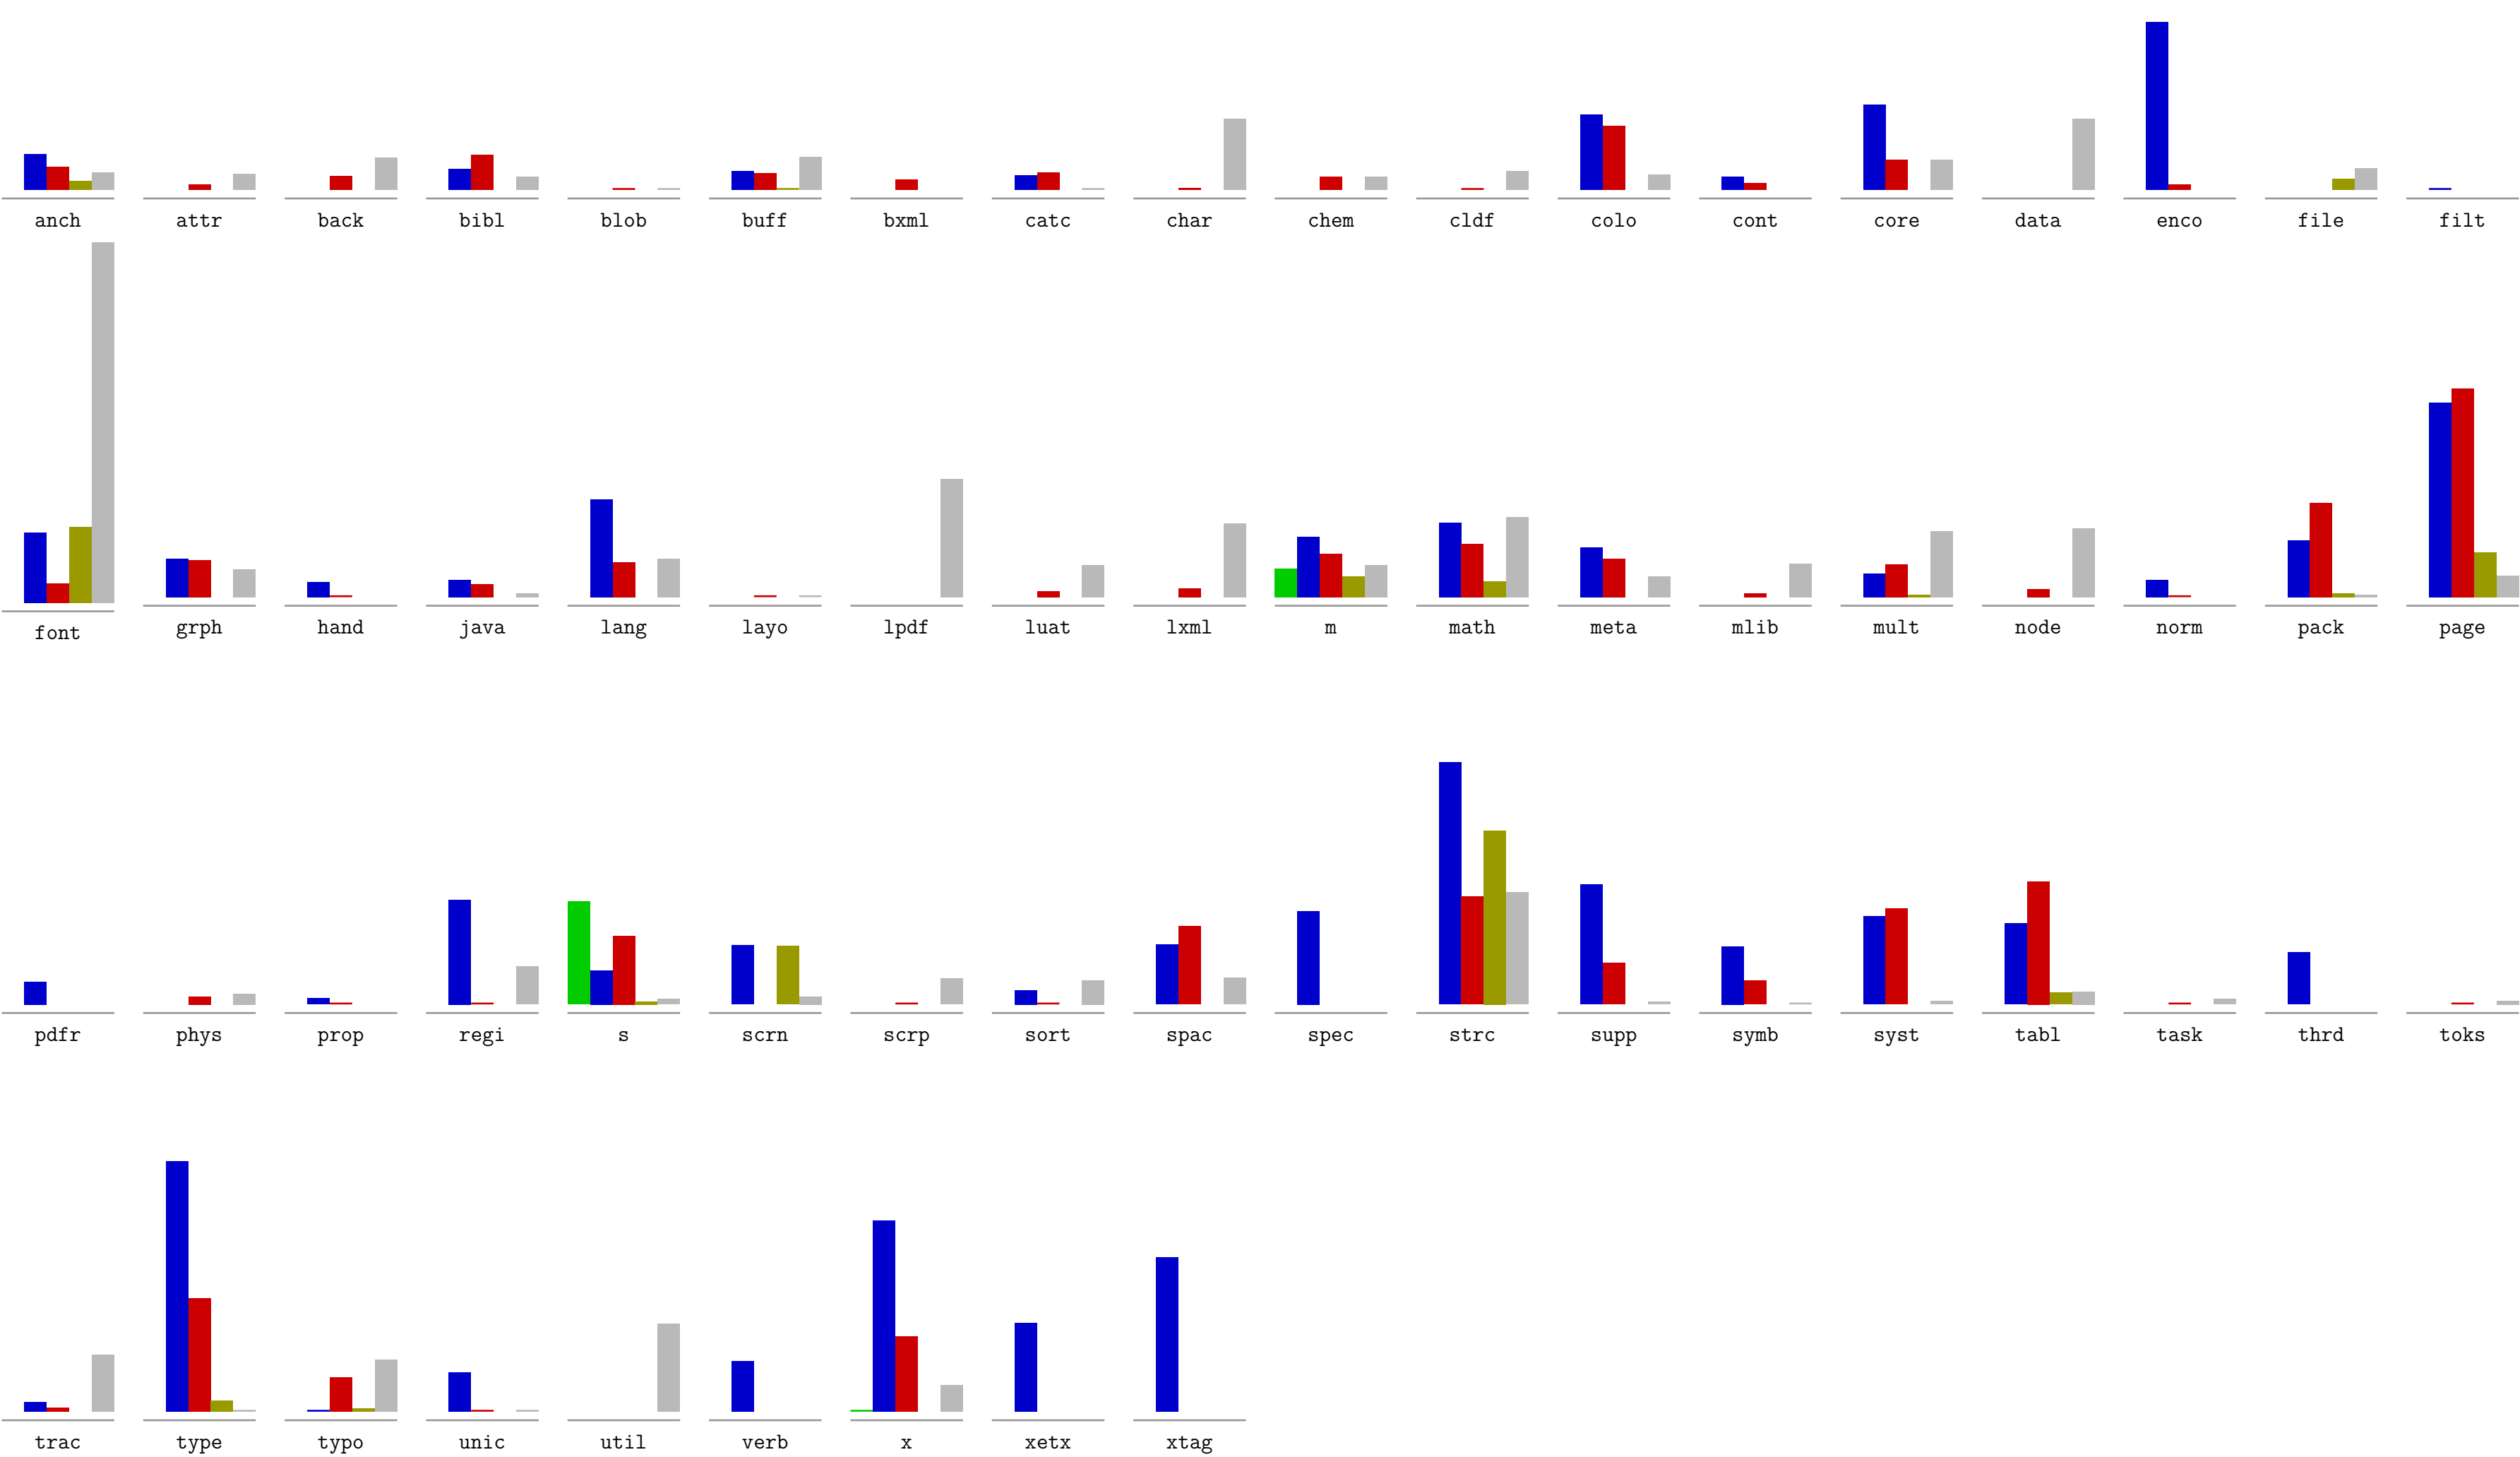 anch attr back bibl blob buff bxml catc char chem cldf colo cont core data enco file filt
font grph hand java lang layo lpdf luat lxml m math meta mlib mult node norm pack page
pdfr phys prop regi s scrn scrp sort spac spec strc supp symb syst tabl task thrd toks
trac type typo unic util verb x xetx xtag